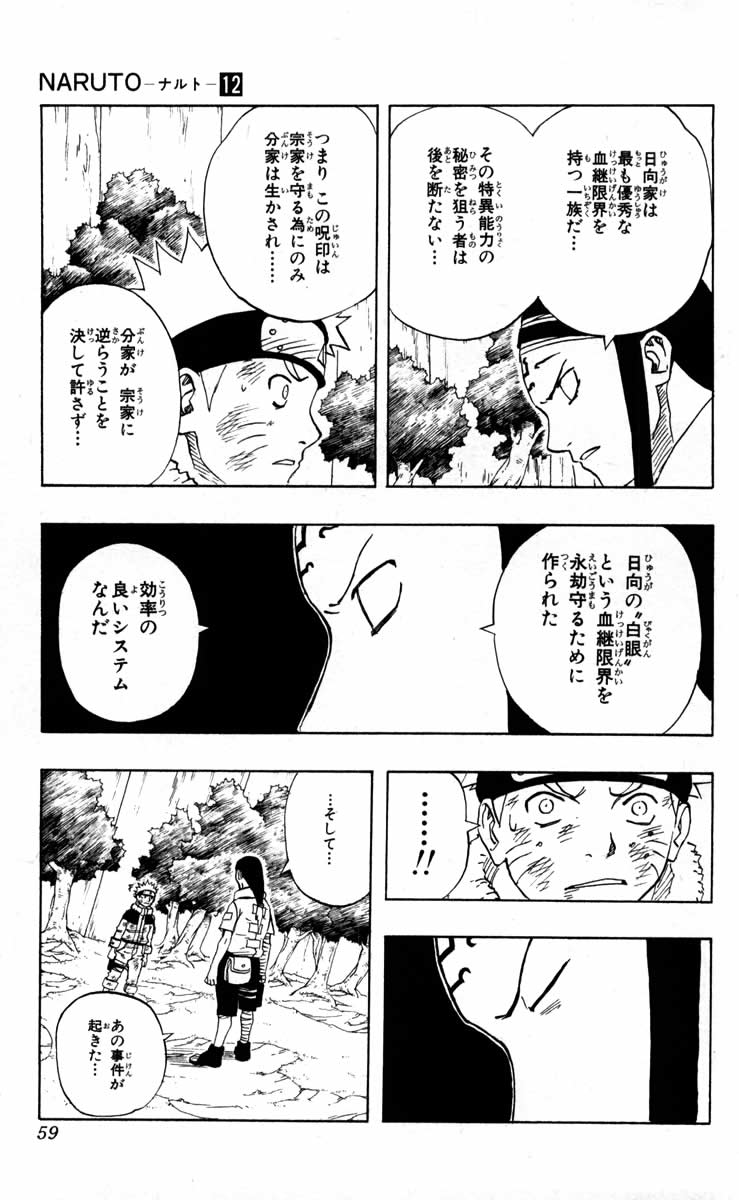 NARUTO─ナルト─12
日向家は
最も優秀な
血継限界を
持つ一族だ…
その特異能力の
秘密を狙う者は
後を断たない…
つまり この呪印は
宗家を守る為にのみ
分家は生かされ……
分家が 宗家に
逆らうことを
決して許さず…
日向の〝白眼〟
という血継限界を
永劫守るために
作られた
効率の
良いシステム
なんだ
……!!
…そして…
あの事件が
起きた…
59